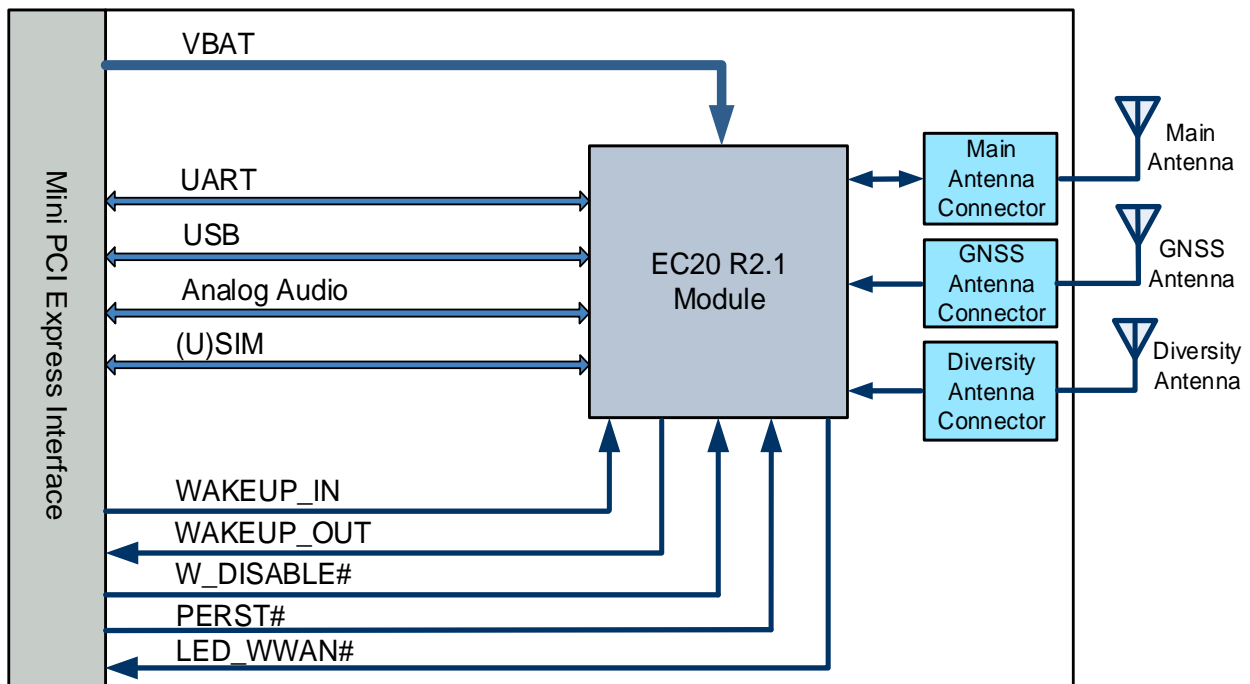 VBAT
UART
USB
Analog Audio
(U)SIM
WAKEUP_IN
WAKEUP_OUT
W_DISABLE#
PERST#
LED_WWAN#
Mini PCI Express Interface
EC20 R2.1
Module
Main
Antenna
Connector
GNSS
Antenna
Connector
Diversity
Antenna
Connector
Main
Antenna
GNSS
Antenna
Diversity
Antenna